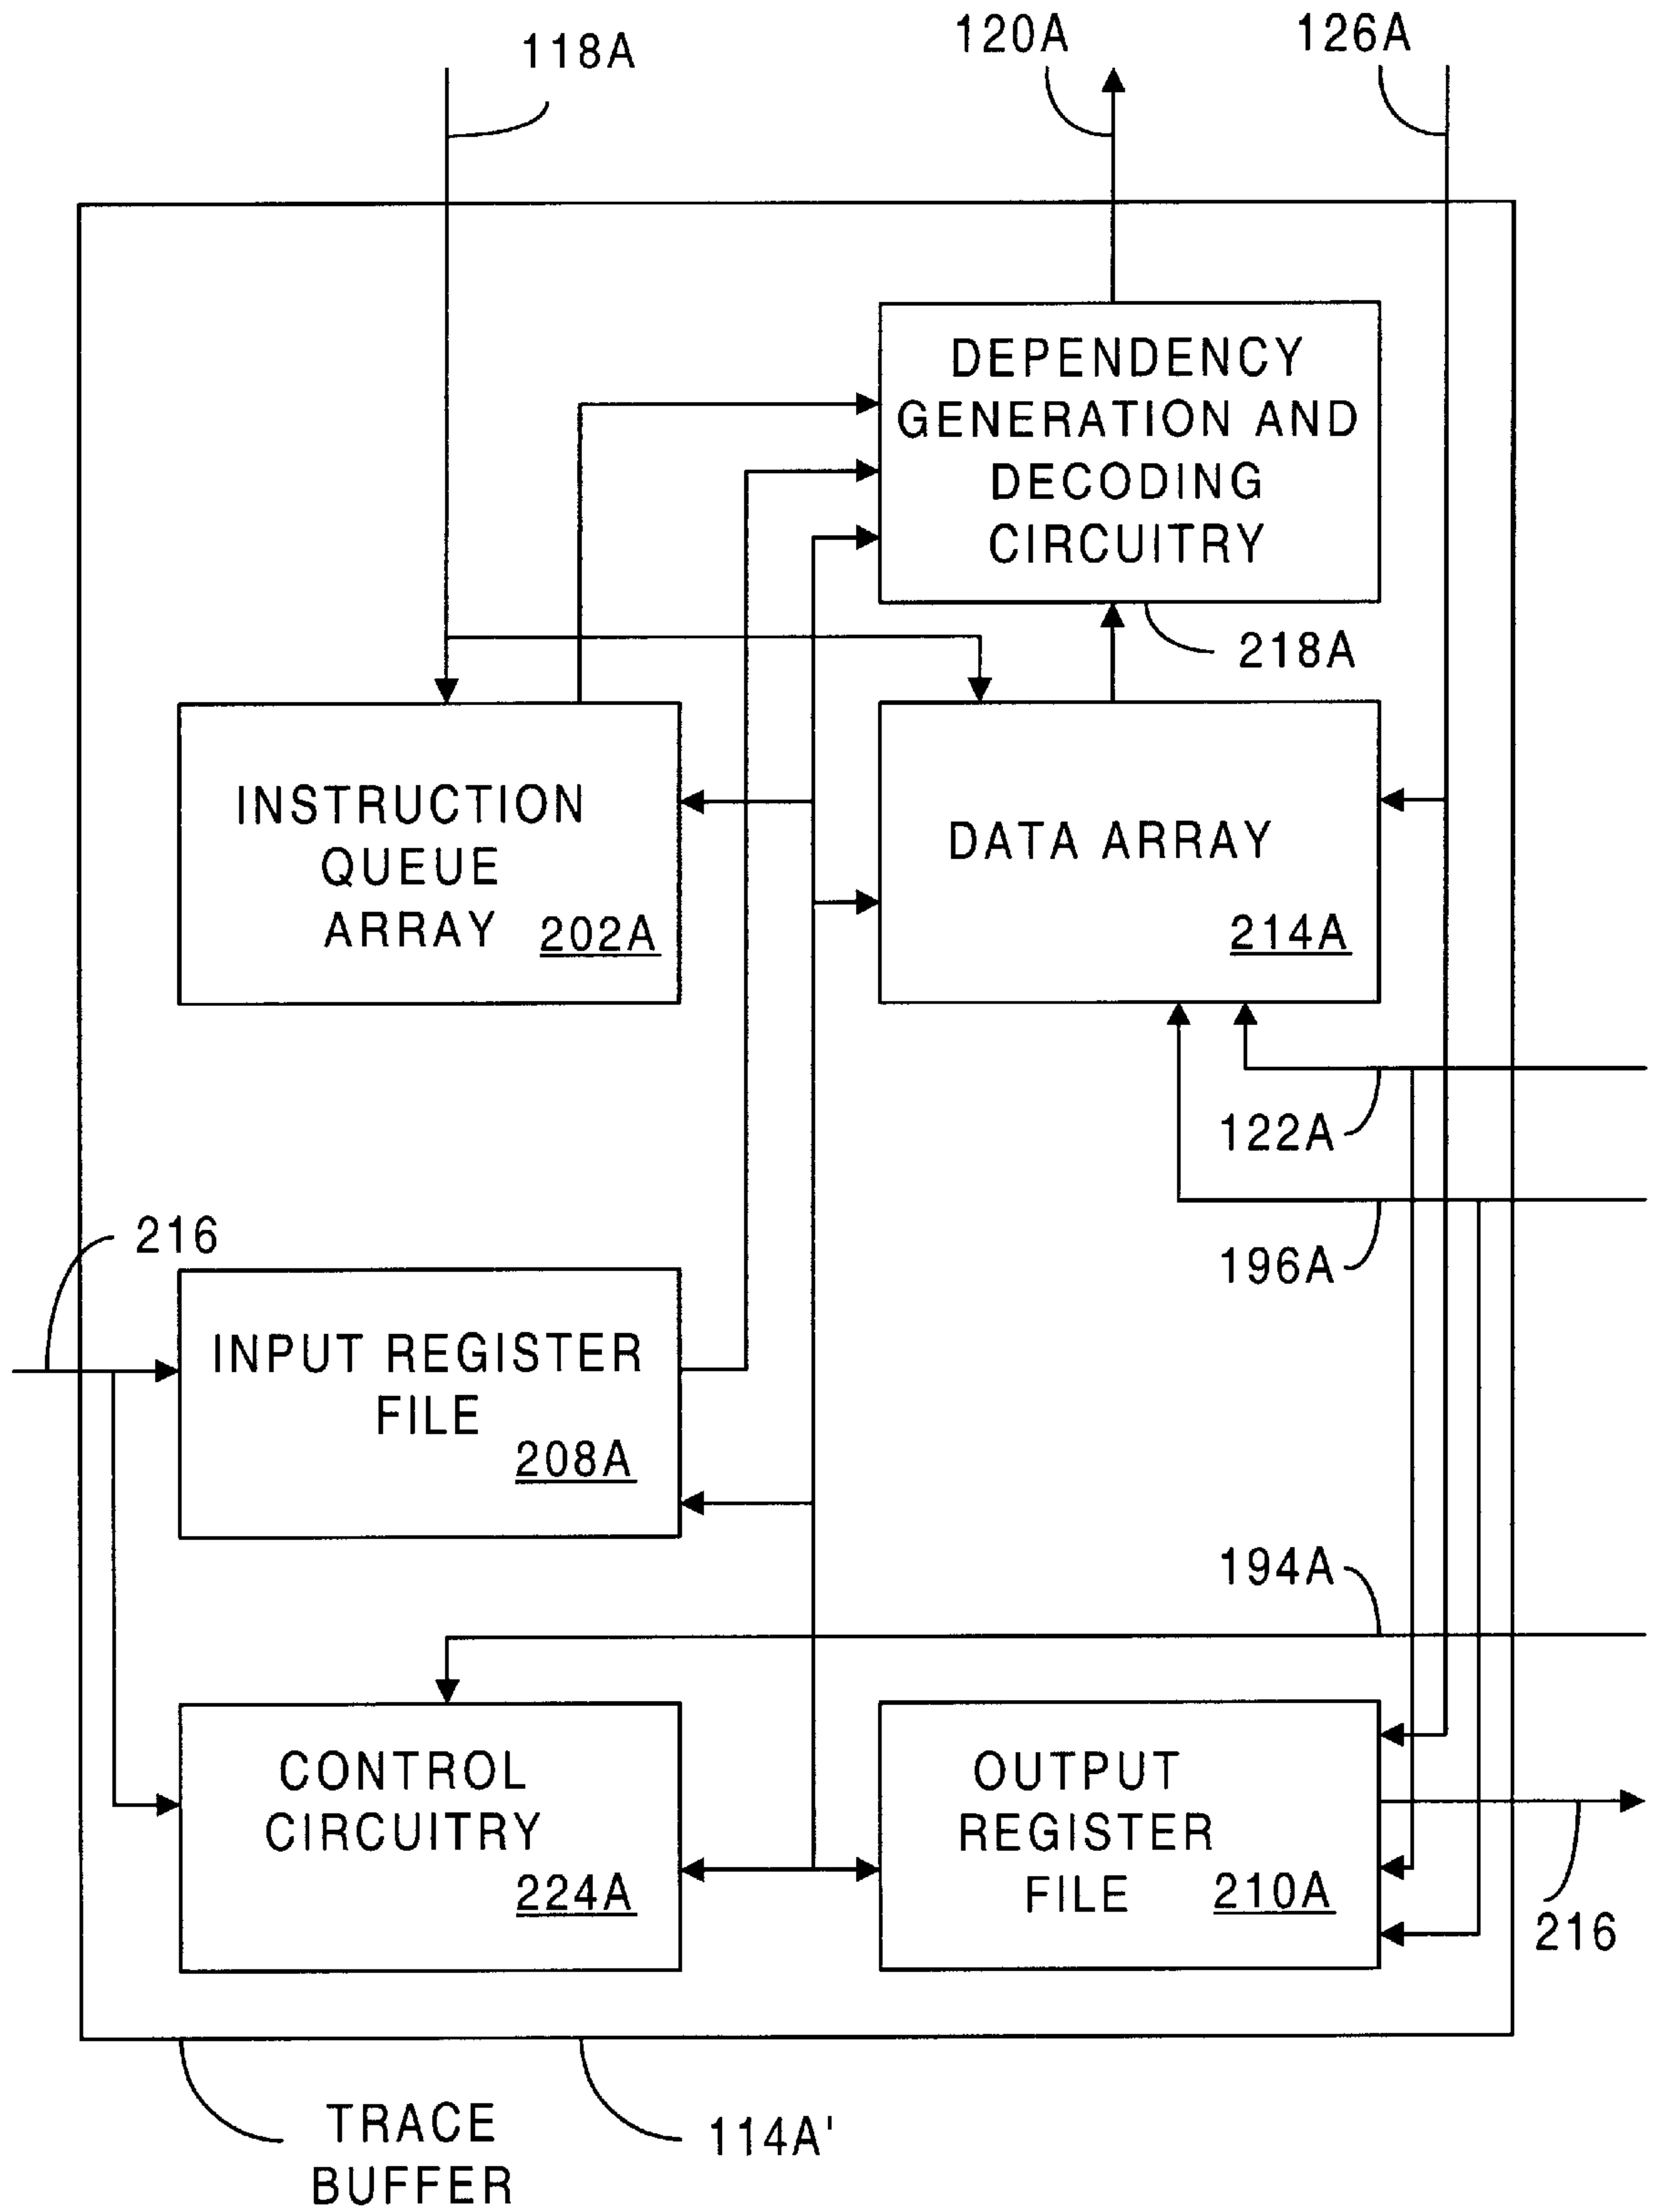 118A
120A
126A
DEPENDENCY
GENERATION AND
DECODING
CIRCUITRY
218A
INSTRUCTION
QUEUE
ARRAY
202A
DATA ARRAY
214A
122A
196A
216
INPUT REGISTER
FILE
208A
194A
CONTROL
CIRCUITRY
224A
OUTPUT
REGISTER
FILE
210A
216
TRACE
BUFFER
114A'